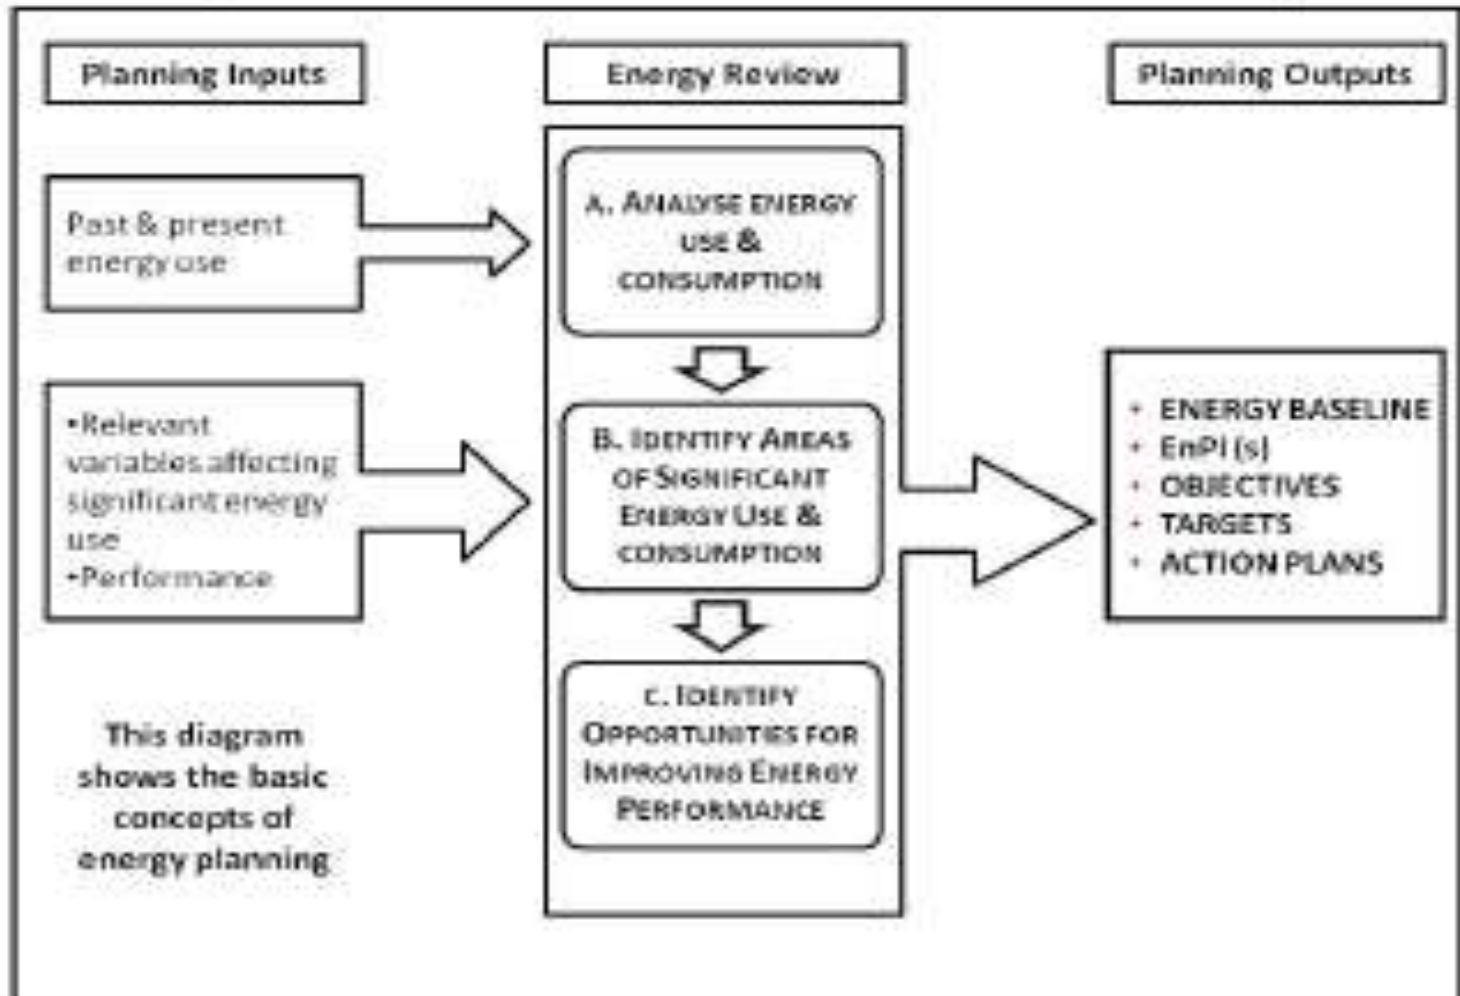 Planning Inputs
Energy Review
Planning Outputs
Past & present
energy use
•Relevant
variables affecting
significant energy
use
•Performance
This diagram
shows the basic
concepts of
energy planning
A. ANALYSE ENERGY
USE &
CONSUMPTION
B. IDENTIFY AREAS
OF SIGNIFICANT
ENERGY USE &
CONSUMPTION
C. IDENTIFY
OPPORTUNITIES FOR
IMPROVING ENERGY
PERFORMANCE
• ENERGY BASELINE
• EnPI (s)
• OBJECTIVES
• TARGETS
• ACTION PLANS